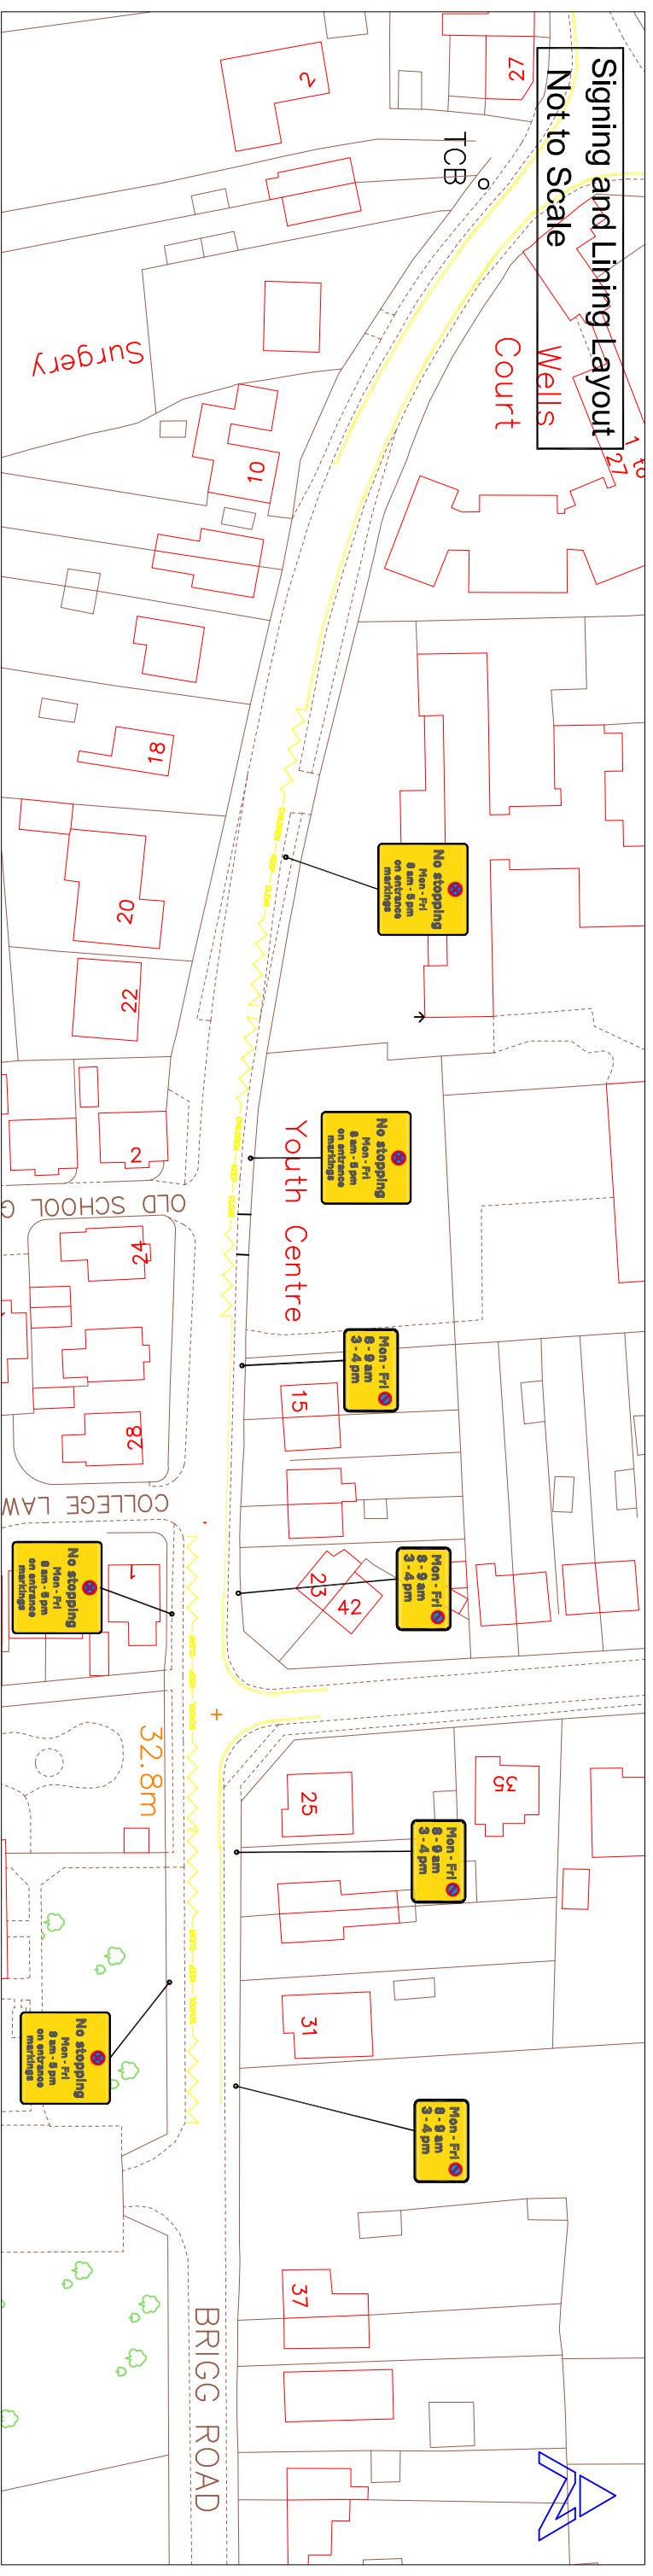 Signing and Lining Layout
Not to Scale
27
2
TCB
Wells
Court
1 to
27
Surgery
10
18
20
22
No stopping
Mon - Fri
8 am - 5 pm
on entrance
markings
CHILDREN KEEP CLEAR
No stopping
Mon - Fri
8 am - 5 pm
on entrance
markings
Youth Centre
2
OLD SCHOOL G
24
28
Mon - Fri
8 - 9 am
3 - 4 pm
15
COLLEGE LAW
No stopping
Mon - Fri
8 am - 5 pm
on entrance
markings
1
Mon - Fri
8 - 9 am
3 - 4 pm
23
42
32.8m
25
35
Mon - Fri
8 - 9 am
3 - 4 pm
31
No stopping
Mon - Fri
8 am - 5 pm
on entrance
markings
Mon - Fri
8 - 9 am
3 - 4 pm
37
BRIGG ROAD